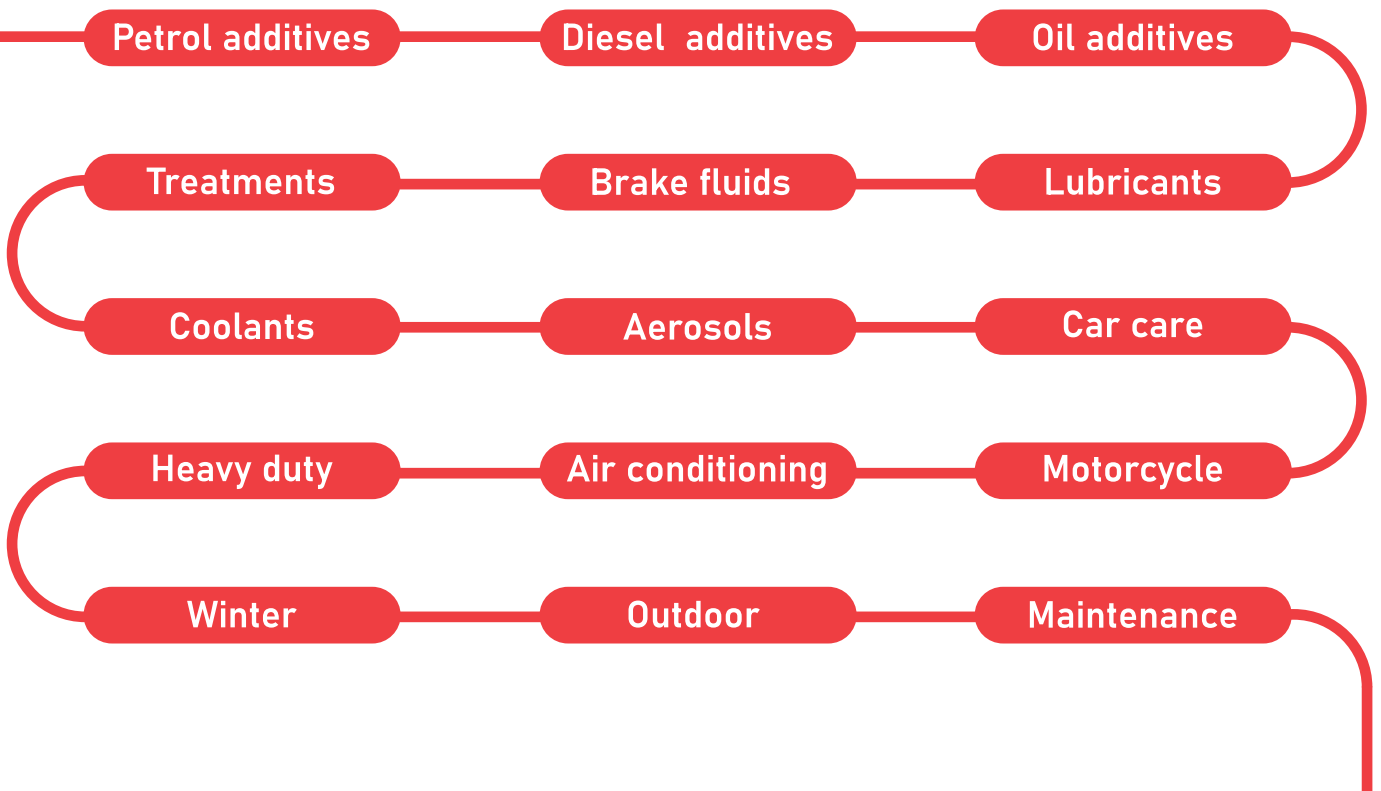 Petrol additives
Diesel  additives
Oil additives
Lubricants
Brake fluids
Treatments
Coolants
Aerosols
Car care
Motorcycle
Air conditioning
Heavy duty
Winter
Outdoor
Maintenance